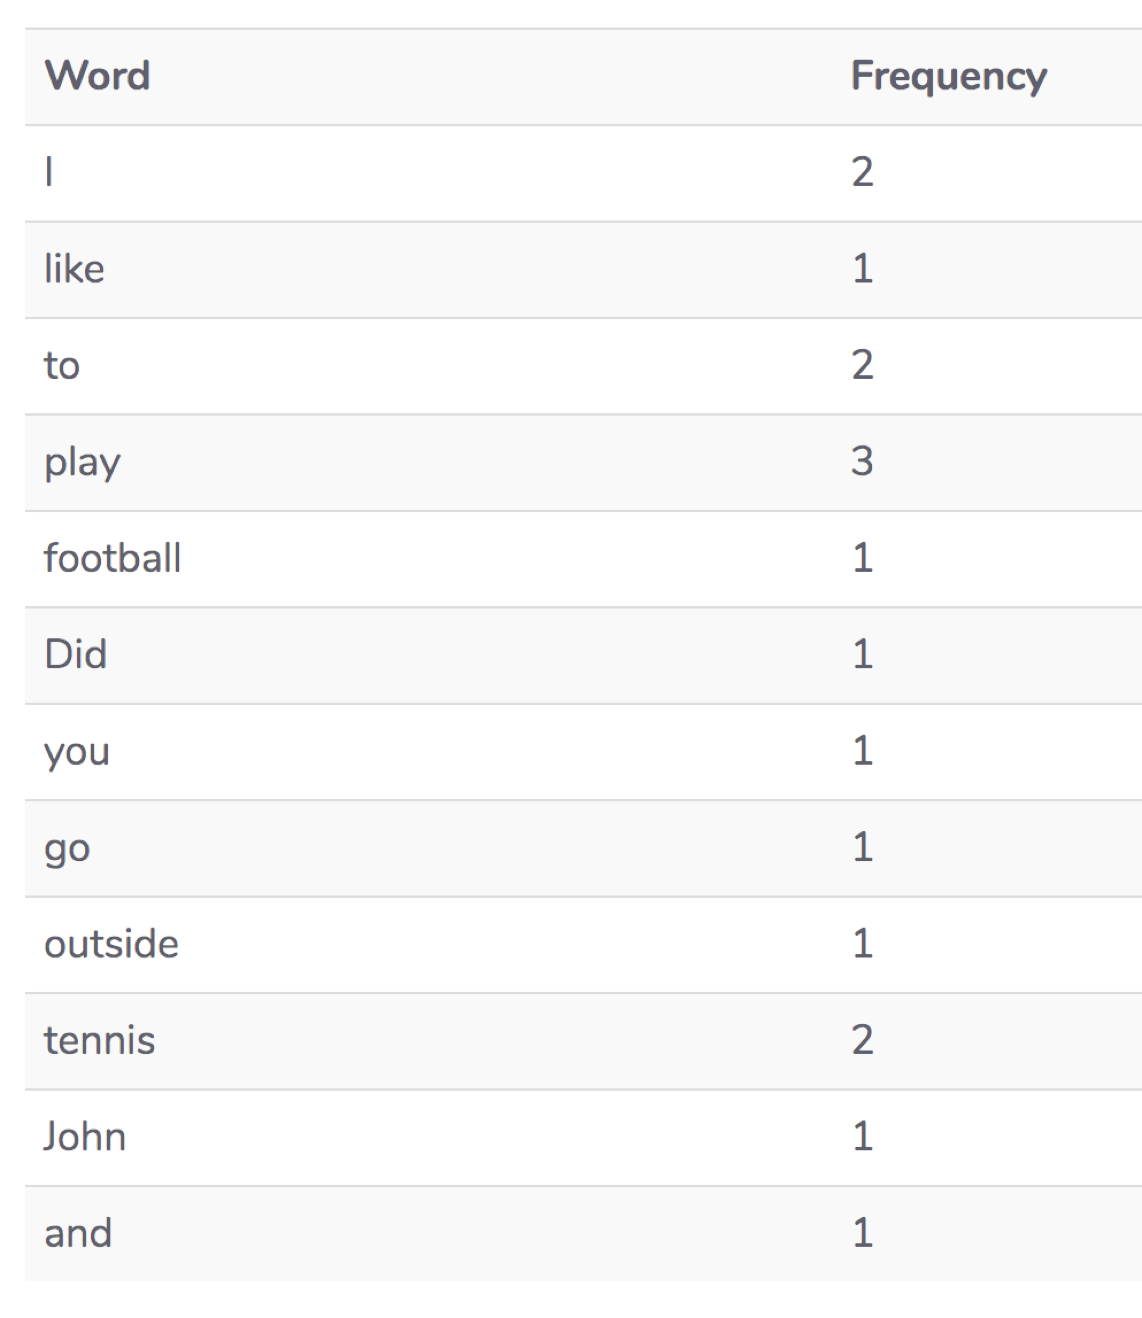 Word Frequency
I 2
like 1
to 2
play 3
football 1
Did 1
you 1
go 1
outside 1
tennis 2
John 1
and 1